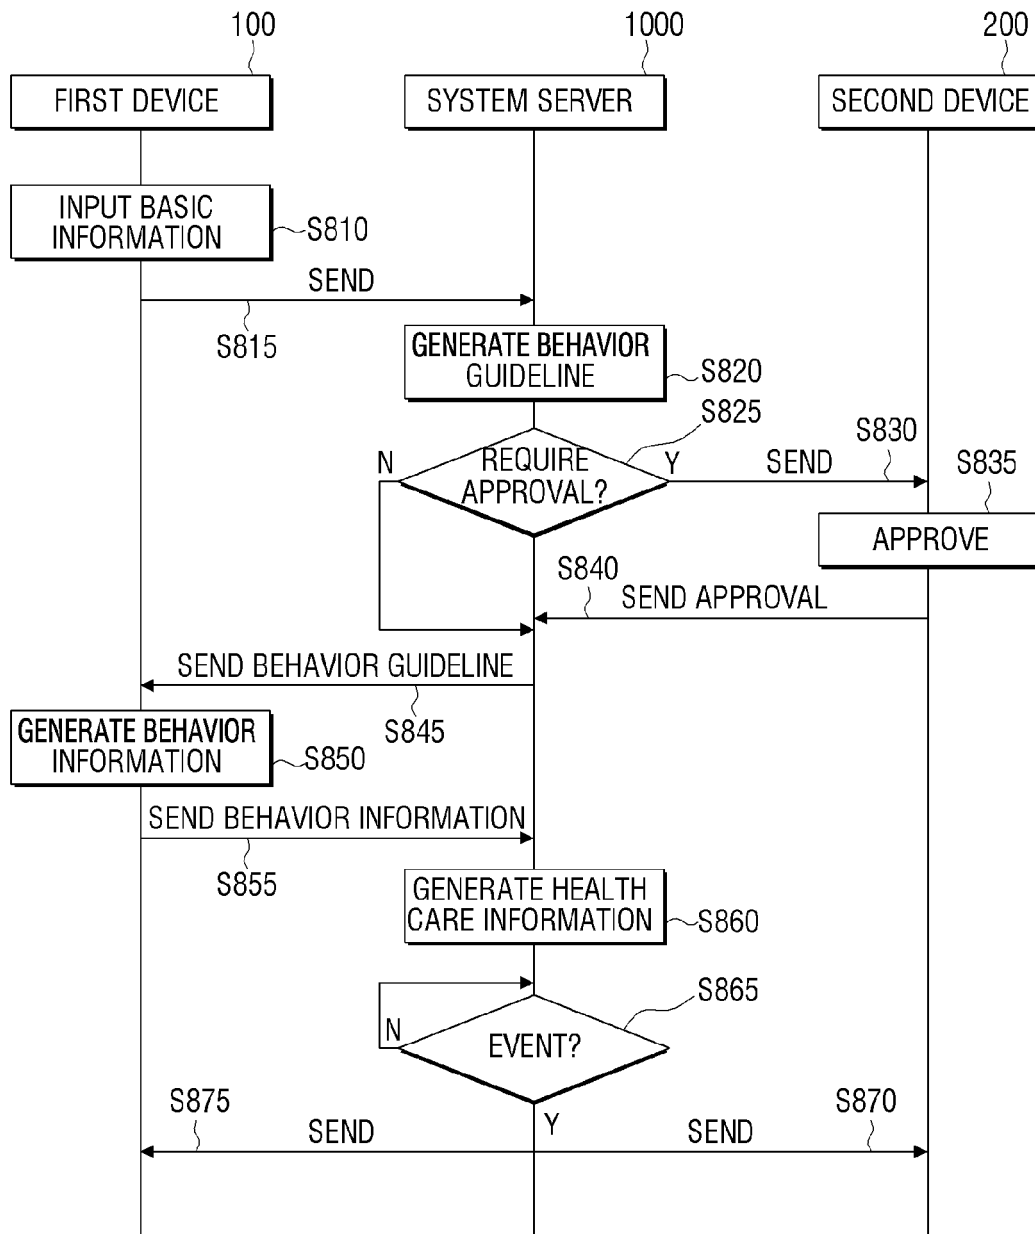 100
1000
200
FIRST DEVICE
SYSTEM SERVER
SECOND DEVICE
INPUT BASIC
INFORMATION
S810
SEND
S815
GENERATE BEHAVIOR
GUIDELINE
S820
S825
REQUIRE
APPROVAL?
N
Y
SEND
S830
S835
APPROVE
S840
SEND APPROVAL
SEND BEHAVIOR GUIDELINE
S845
GENERATE BEHAVIOR
INFORMATION
S850
SEND BEHAVIOR INFORMATION
S855
GENERATE HEALTH
CARE INFORMATION
S860
S865
EVENT?
N
Y
S875
SEND
SEND
S870